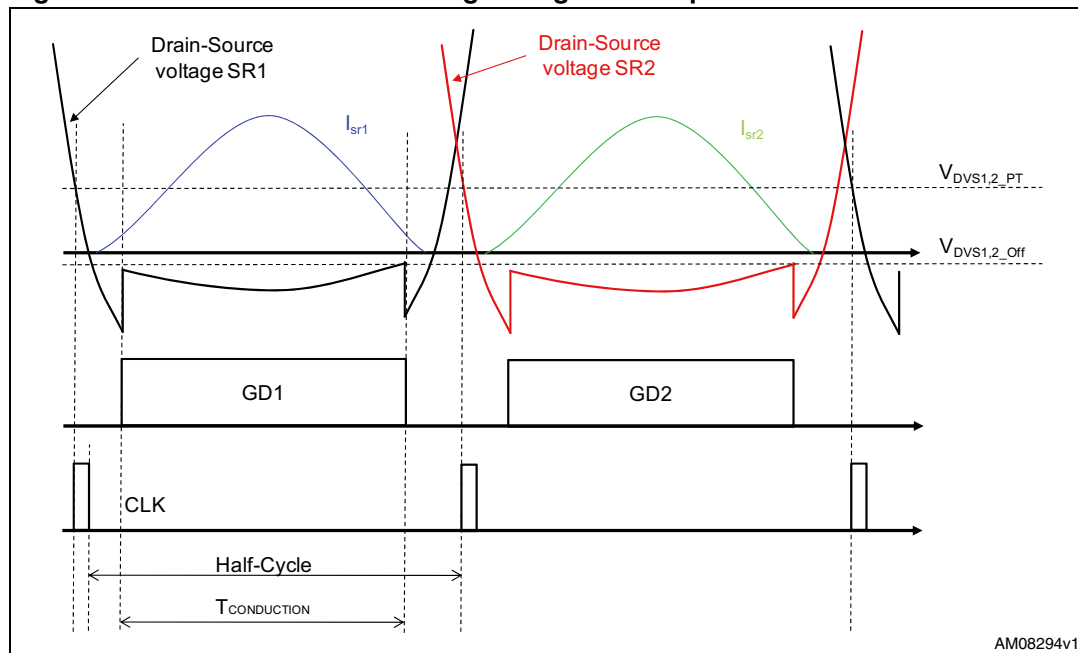 Drain-Source
voltage SR1
Drain-Source
voltage SR2
Isr1
Isr2
VDVS1,2_PT
VDVS1,2_Off
GD1
GD2
CLK
Half-Cycle
TCONDUCTION
AM08294v1